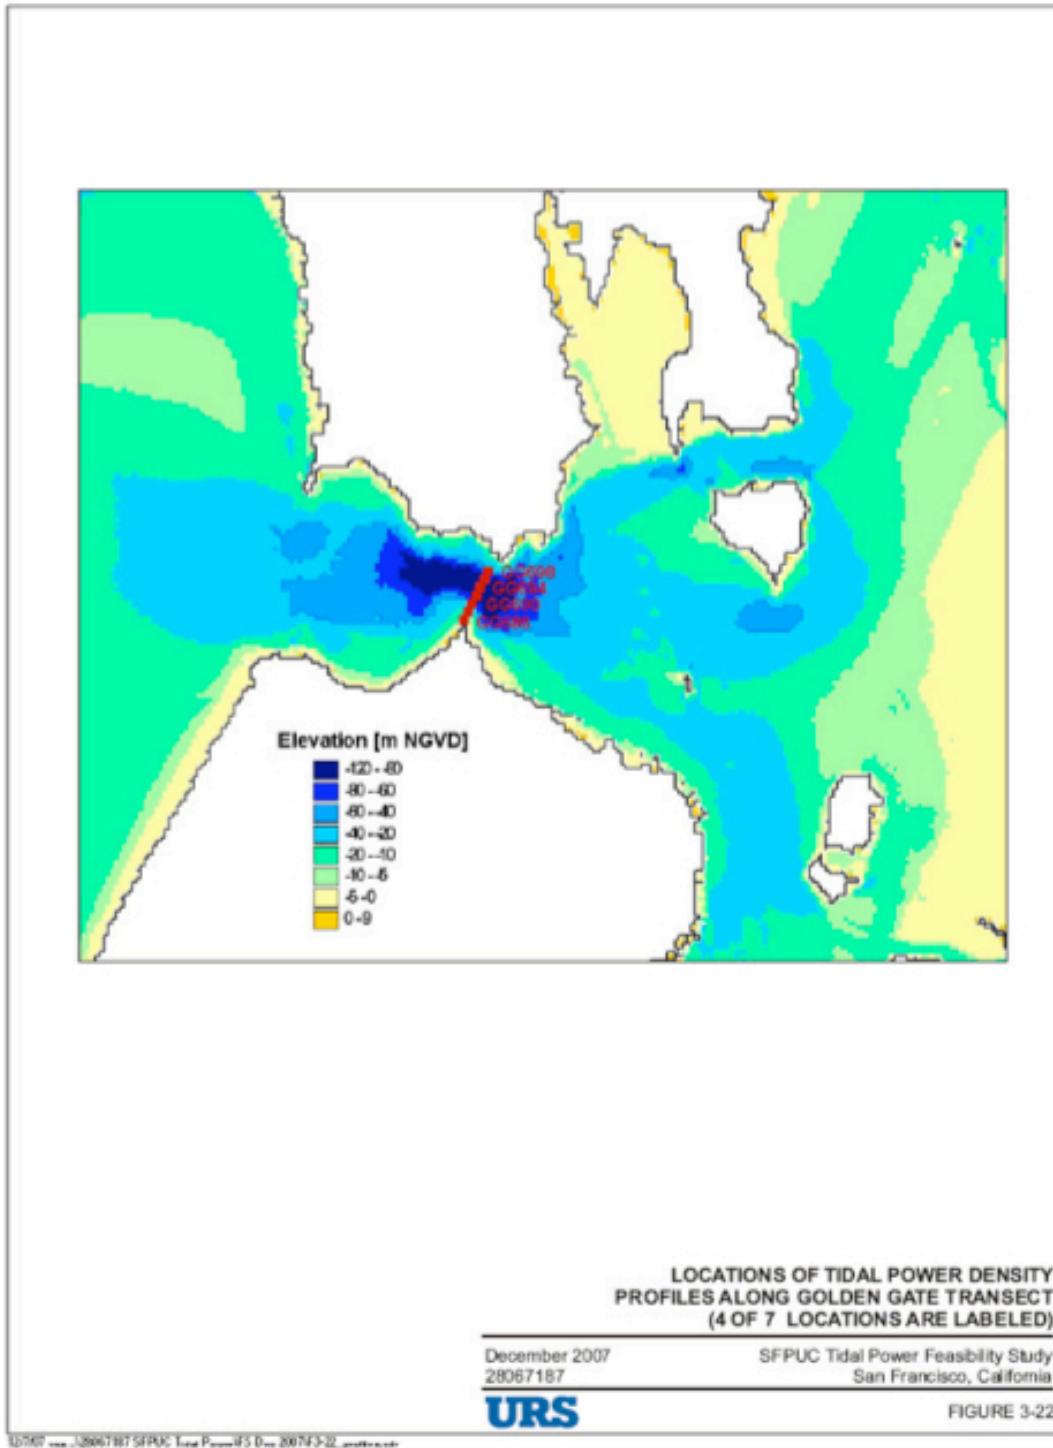 Elevation [m NGVD]
-120 - -80
-80 - -60
-60 - -40
-40 - -20
-20 - -10
-10 - -5
-5 - 0
0 - 9
LOCATIONS OF TIDAL POWER DENSITY
PROFILES ALONG GOLDEN GATE TRANSECT
(4 OF 7 LOCATIONS ARE LABELED)
December 2007
SFPUC Tidal Power Feasibility Study
28067187
San Francisco, California
URS
FIGURE 3-22